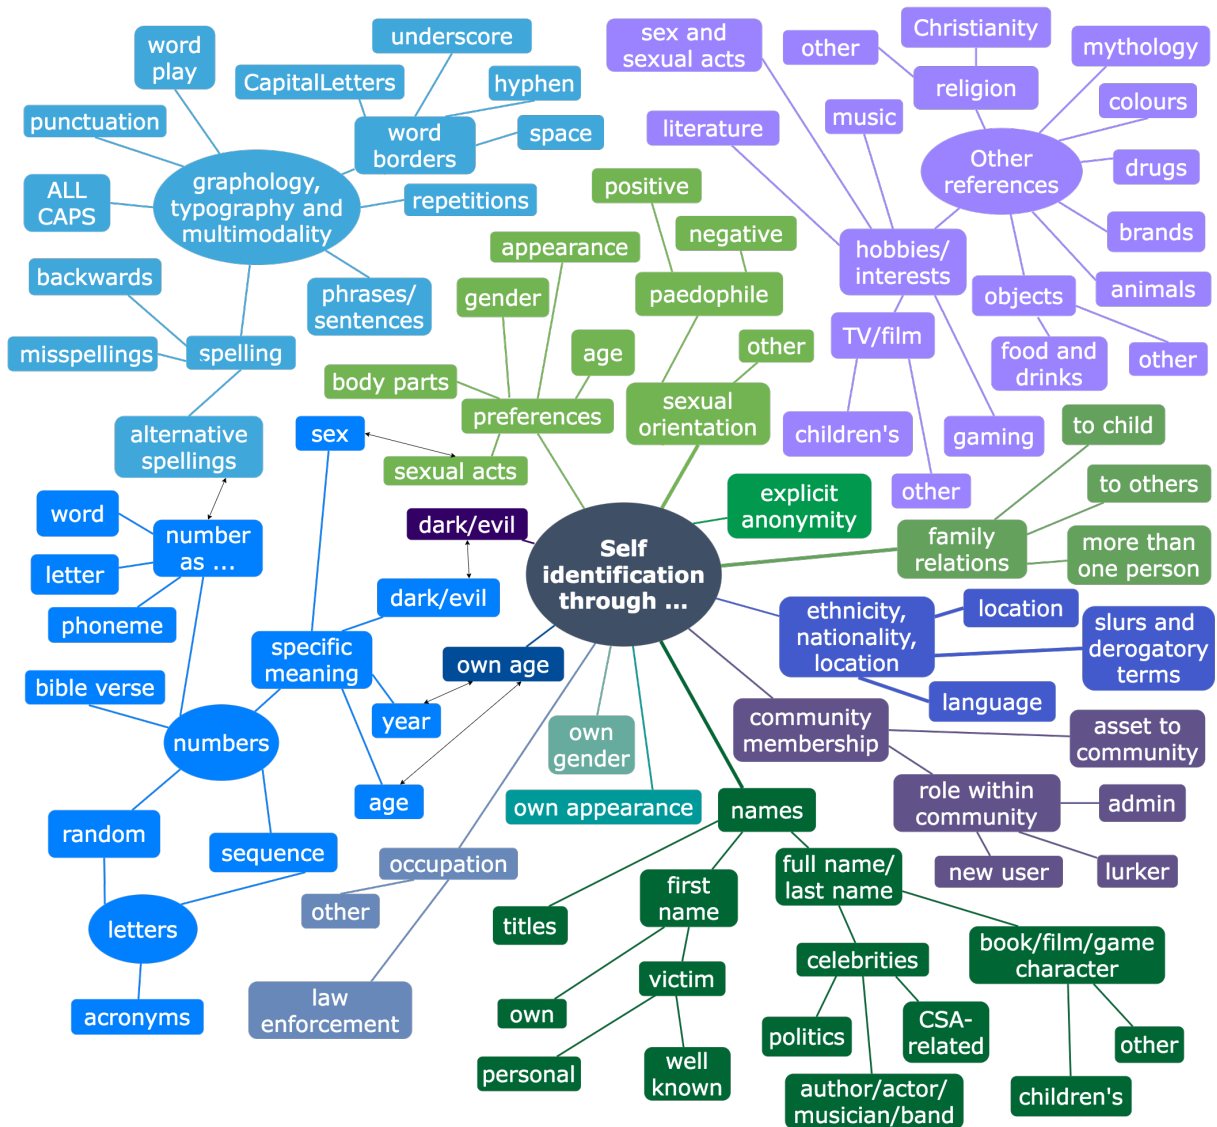 word
play
underscore
CapitalLetters
hyphen
punctuation
word
borders
space
ALL
CAPS
graphology,
typography and
multimodality
repetitions
backwards
phrases/
sentences
misspellings
spelling
alternative
spellings
sex and
sexual acts
other
Christianity
mythology
religion
colours
literature
music
Other
references
drugs
brands
hobbies/
interests
objects
animals
TV/film
food and
drinks
other
children's
gaming
other
positive
negative
appearance
gender
paedophile
age
other
body parts
preferences
sexual
orientation
sexual acts
sex
word
number
as ...
letter
phoneme
dark/evil
dark/evil
specific
meaning
own age
bible verse
year
numbers
age
random
sequence
letters
acronyms
Self
identification
through ...
explicit
anonymity
to child
to others
family
relations
more than
one person
ethnicity,
nationality,
location
location
slurs and
derogatory
terms
language
community
membership
asset to
community
role within
community
admin
new user
lurker
own
gender
own appearance
occupation
other
law
enforcement
names
titles
first
name
full name/
last name
own
victim
personal
well
known
celebrities
book/film/game
character
politics
CSA-
related
other
author/actor/
musician/band
children's